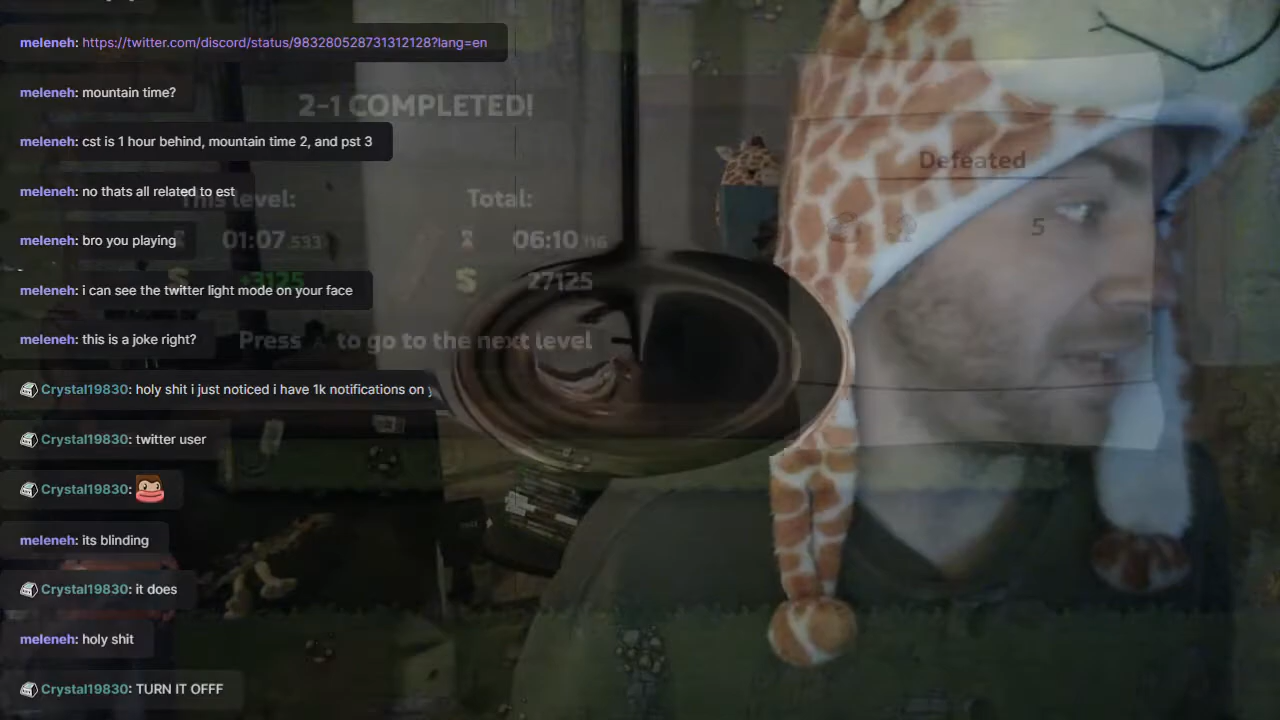 meleneh: https://twitter.com/discord/status/983280528731312128?lang=en
meleneh: mountain time?
2-1 COMPLETED!
meleneh: cst is 1 hour behind, mountain time 2, and pst 3
Defeated
meleneh: no thats all related to est
This level:
Total:
5
meleneh: bro you playing
01:07.533
06:10.116
$ +3125
$ 27125
meleneh: i can see the twitter light mode on your face
meleneh: this is a joke right?
Press A to go to the next level
Crystal19830: holy shit i just noticed i have 1k notifications on
Crystal19830: twitter user
Crystal19830:
meleneh: its blinding
Crystal19830: it does
meleneh: holy shit
Crystal19830: TURN IT OFFF